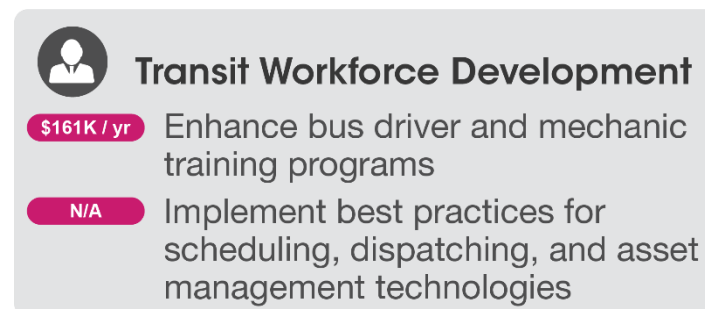 Transit Workforce Development
$161K / yr Enhance bus driver and mechanic
training programs
N/A Implement best practices for
scheduling, dispatching, and asset
management technologies